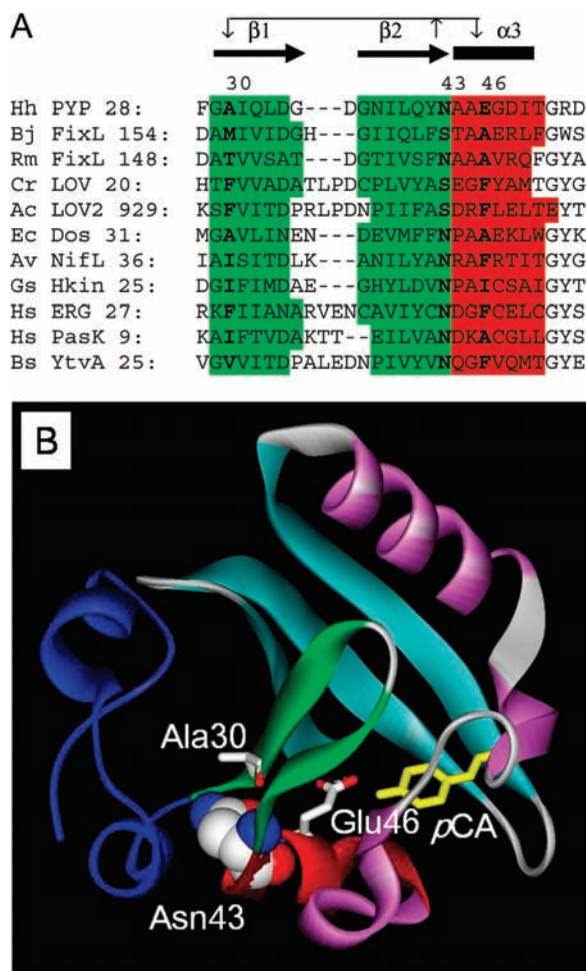 A
β1 β2 α3
30 43 46
Hh PYP 28: FGAIQLDG---DGNILQYNAAEGDITGRD
Bj FixL 154: DAMIVIDGH---GIIQLFSTAAERLFGWS
Rm FixL 148: DATVVSAT---DGTIVSFNAAAVRQFGYA
Cr LOV 20: HTFVVADATLPDCPLVYASEGFYAMTGYG
Ac LOV2 929: KSFVITDPRLPDNPIIFASDRFLELTEYT
Ec Dos 31: MGAVLINEN---DEVMFFNPAAEKLWGYK
Av NifL 36: IAISITDLK---ANILYANRAFRTITGYG
Gs Hkin 25: DGIFIMDAE---GHYLDVNPAICSAIGYT
Hs ERG 27: RKFIIANARVENCAVIYCNDGFCELCGYS
Hs PasK 9: KAIFTVDAKTT--EILVANDKACGLLGYS
Bs YtvA 25: VGVVITDPALEDNPIVYVNQGFVQMTGYE
B
Ala30
Glu46
pCA
Asn43